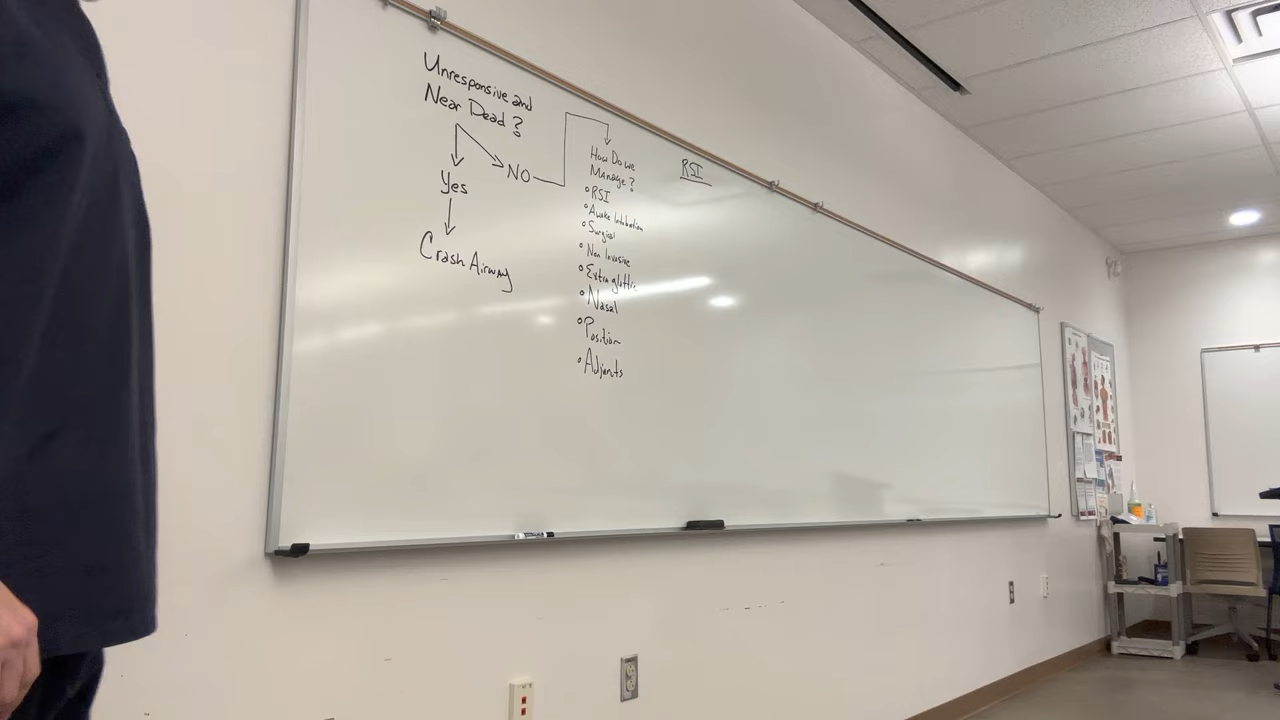 Unresponsive and
Near Dead?
Yes
NO
Crash Airway
How Do we
Manage?
RSI
Awake Intubation
Surgical
Non Invasive
Extraglottic
Nasal
Position
Adjunts
RSI